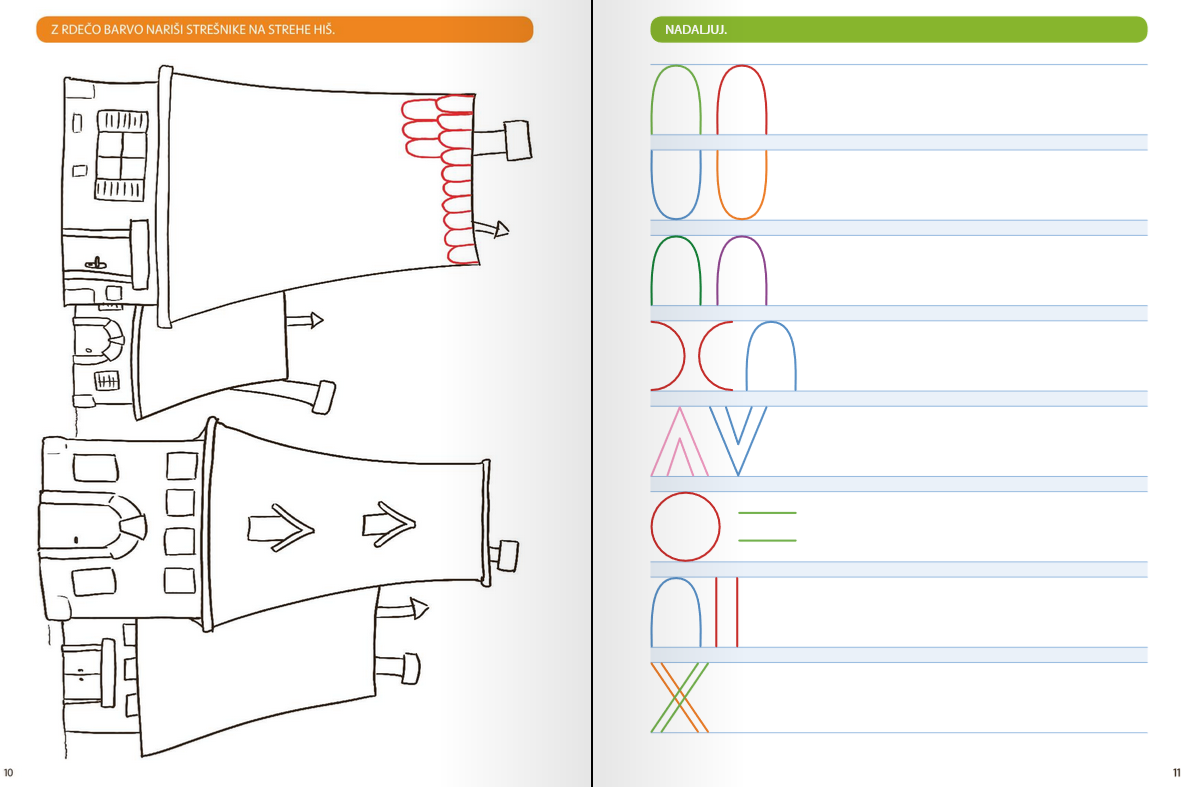 Z RDEČO BARVO NARIŠI STREŠNIKE NA STREHE HIŠ.
10
NADALJUJ.
11